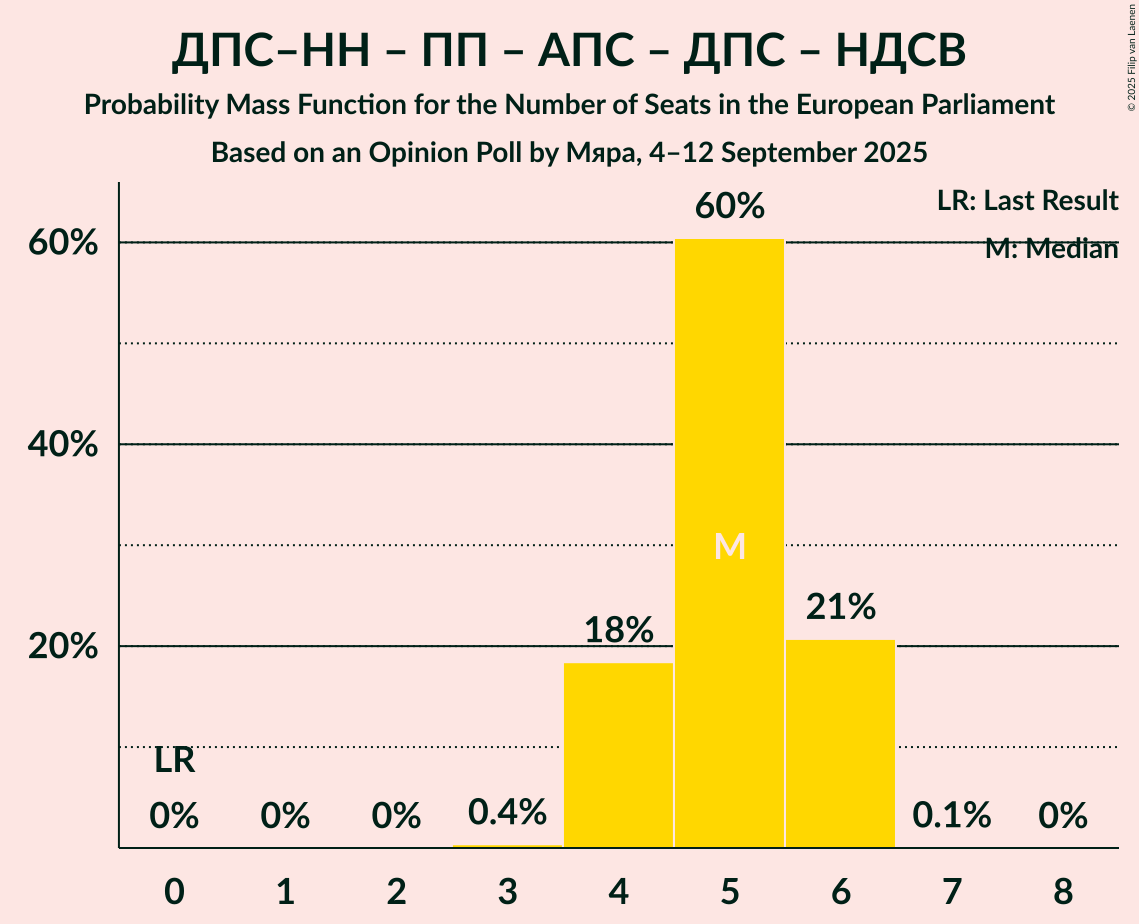 ДПС–НН – ПП – АПС – ДПС – НДСВ
Probability Mass Function for the Number of Seats in the European Parliament
Based on an Opinion Poll by Мяра, 4–12 September 2025
© 2025 Filip van Laenen
LR: Last Result
M: Median
60%
40%
20%
60%
M
21%
18%
LR
0%
0%
0%
0.4%
0.1%
0%
0
1
2
3
4
5
6
7
8